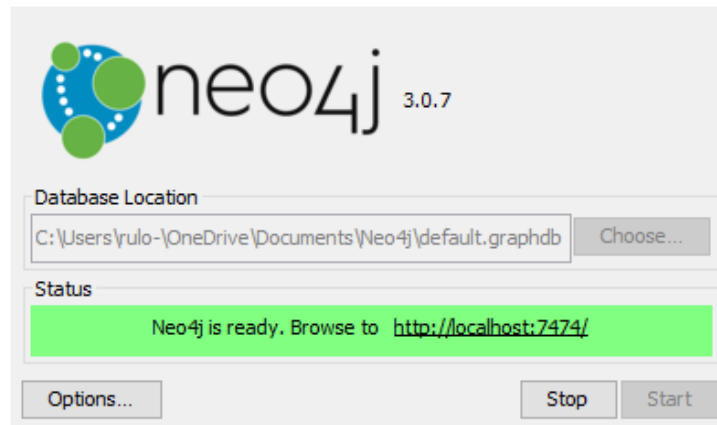 neo4j 3.0.7
Database Location
C:\Users\rulo-\OneDrive\Documents\Neo4j\default.graphdb Choose...
Status
Neo4j is ready. Browse to http://localhost:7474/
Options... Stop Start